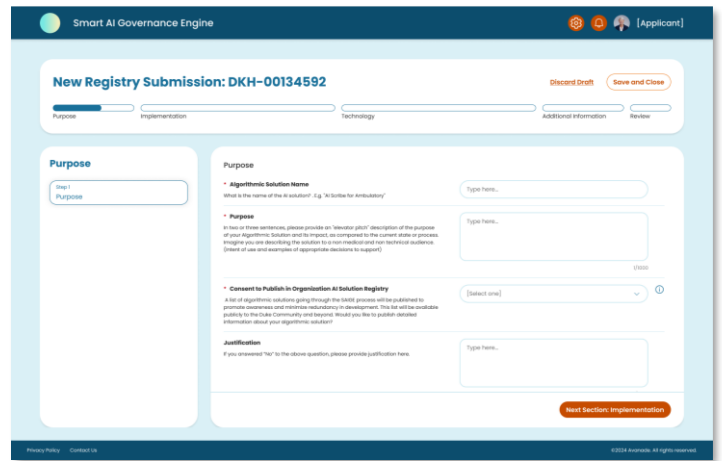 Smart AI Governance Engine
[Applicant]
New Registry Submission: DKH-00134592
Discard Draft
Save and Close
Purpose
Implementation
Technology
Additional Information
Review
Purpose
Step 1
Purpose
Purpose
* Algorithmic Solution Name
What is the name of the AI solution? . E.g. "AI Scribe for Ambulatory"
Type here...
* Purpose
In two or three sentences, please provide an "elevator pitch" description of the purpose
of your Algorithmic Solution and its impact, as compared to the current state or process.
Imagine you are describing the solution to a non medical and non technical audience.
(Intent of use and examples of appropriate decisions to support)
Type here...
* Consent to Publish in Organization AI Solution Registry
A list of algorithmic solutions going through the process will be published to
promote awareness and minimize redundancy in development. This list will be available
publicly to the Duke Community and beyond. Would you like to publish detailed
information about your algorithmic solution?
[Select one]
Justification
If you answered "No" to the above question, please provide justification here.
Type here...
Next Section: Implementation
Privacy Policy
Contact Us
©2024 Avanade. All rights reserved.